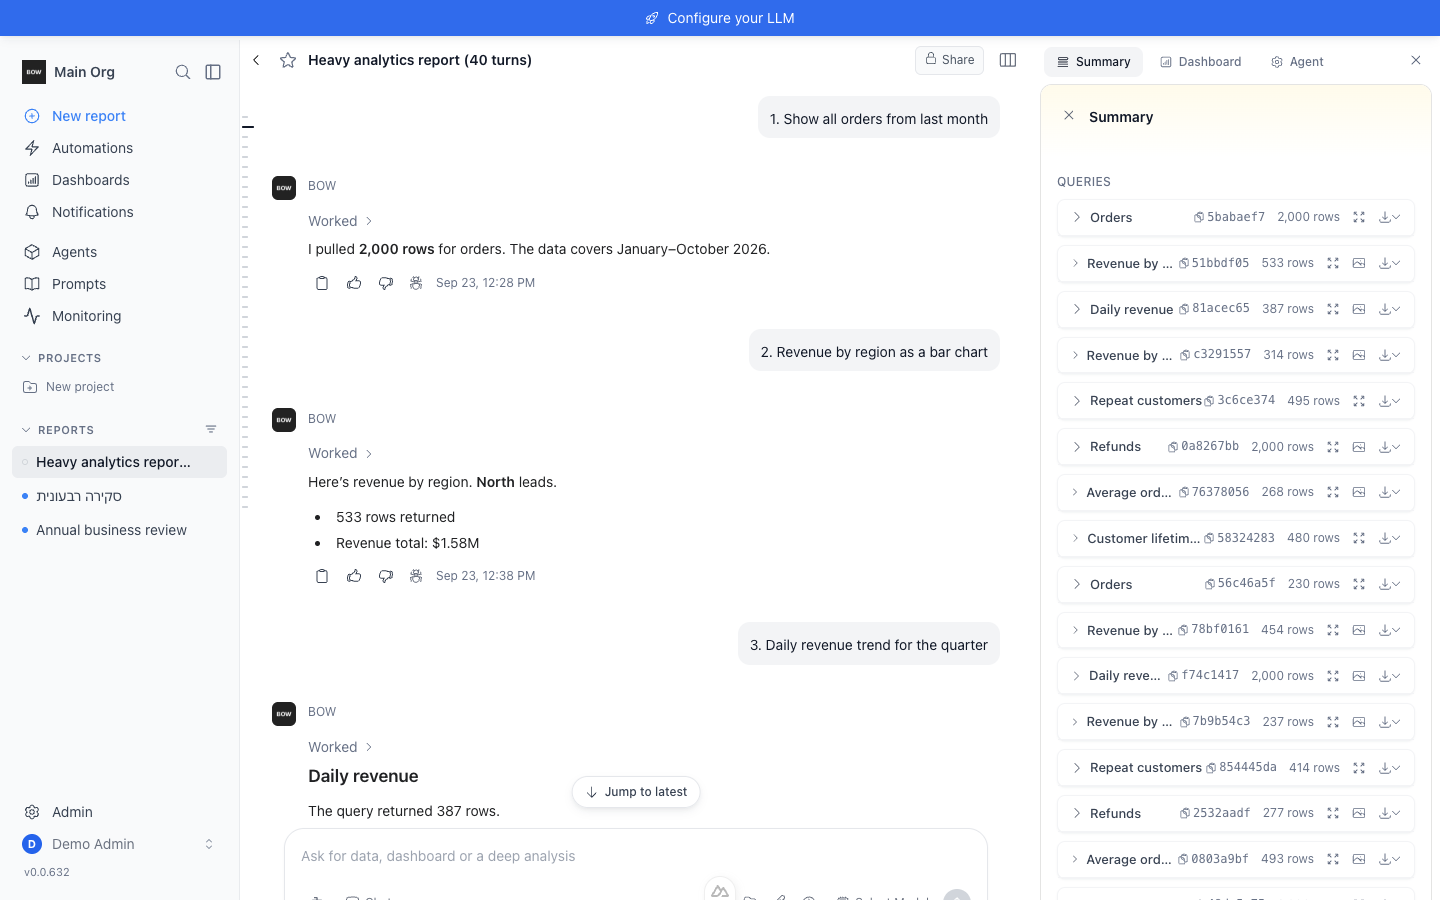 Configure your LLM
BOW Main Org
New report
Automations
Dashboards
Notifications
Agents
Prompts
Monitoring
PROJECTS
New project
REPORTS
Heavy analytics repor...
סקירה רבעונית
Annual business review
Admin
D Demo Admin
v0.0.632
Heavy analytics report (40 turns)
Share
1. Show all orders from last month
BOW BOW
Worked
I pulled 2,000 rows for orders. The data covers January–October 2026.
Sep 23, 12:28 PM
2. Revenue by region as a bar chart
BOW BOW
Worked
Here’s revenue by region. North leads.
533 rows returned
Revenue total: $1.58M
Sep 23, 12:38 PM
3. Daily revenue trend for the quarter
BOW BOW
Worked
Daily revenue
The query returned 387 rows.
Jump to latest
Ask for data, dashboard or a deep analysis
Summary Dashboard Agent
Summary
QUERIES
Orders 5babaef7 2,000 rows
Revenue by ... 51bbdf05 533 rows
Daily revenue 81acec65 387 rows
Revenue by ... c3291557 314 rows
Repeat customers 3c6ce374 495 rows
Refunds 0a8267bb 2,000 rows
Average ord... 76378056 268 rows
Customer lifetim... 58324283 480 rows
Orders 56c46a5f 230 rows
Revenue by ... 78bf0161 454 rows
Daily reve... f74c1417 2,000 rows
Revenue by ... 7b9b54c3 237 rows
Repeat customers 854445da 414 rows
Refunds 2532aadf 277 rows
Average ord... 0803a9bf 493 rows